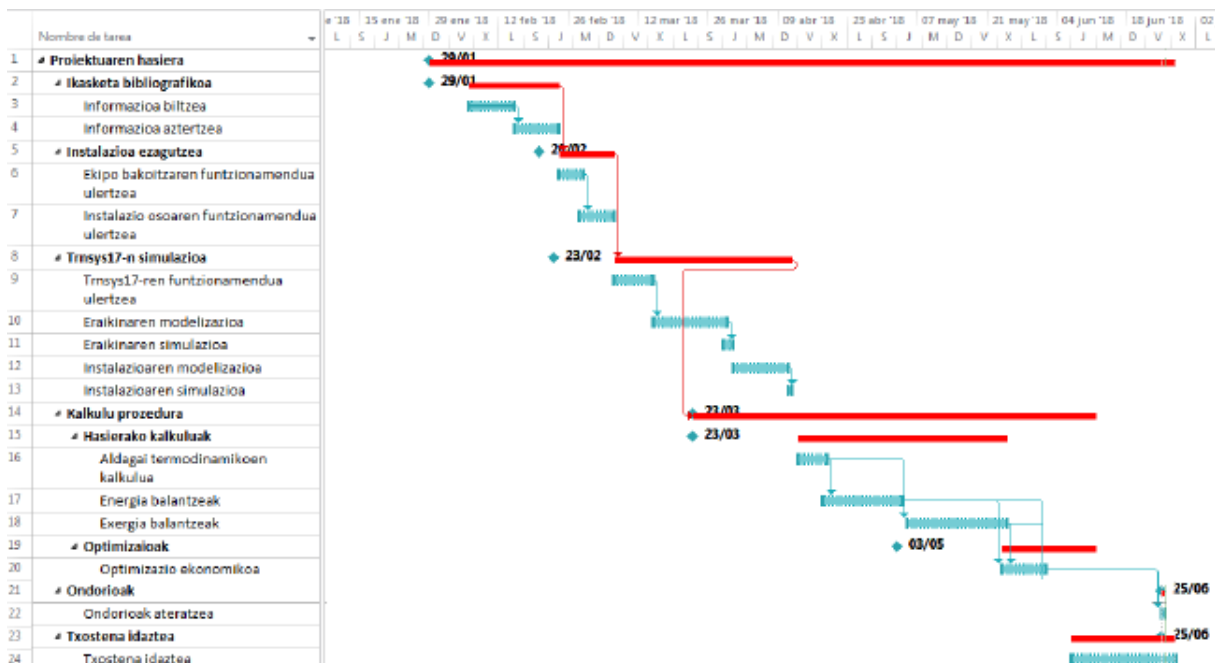 e '18 15 ene '18 29 ene '18 12 feb '18 26 feb '18 12 mar '18 26 mar '18 09 abr '18 25 abr '18 07 may '18 21 may '18 04 jun '18 18 jun '18 02
Nombre de tarea L S J M D V X L S J M D V X L S J M D V X L S J M D V X L S J M D V X L
1 Proiektuaren hasiera 29/01
2 Ikasketa bibliografikoa 29/01
3 Informazioa biltzea
4 Informazioa aztertzea
5 Instalazioa ezagutzea 20/02
6 Ekipo bakoitzaren funtzionamendua
ulertzea
7 Instalazio osoaren funtzionamendua
ulertzea
8 Trnsys17-n simulazioa 23/02
9 Trnsys17-ren funtzionamendua
ulertzea
10 Eraikinaren modelizazioa
11 Eraikinaren simulazioa
12 Instalazioaren modelizazioa
13 Instalazioaren simulazioa
14 Kalkulu prozedura 23/03
15 Hasierako kalkuluak 23/03
16 Aldagai termodinamikoen
kalkulua
17 Energia balantzeak
18 Exergia balantzeak
19 Optimizaioak 03/05
20 Optimizazio ekonomikoa
21 Ondorioak 25/06
22 Ondorioak ateratzea
23 Txostena idaztea 25/06
24 Txostena idaztea